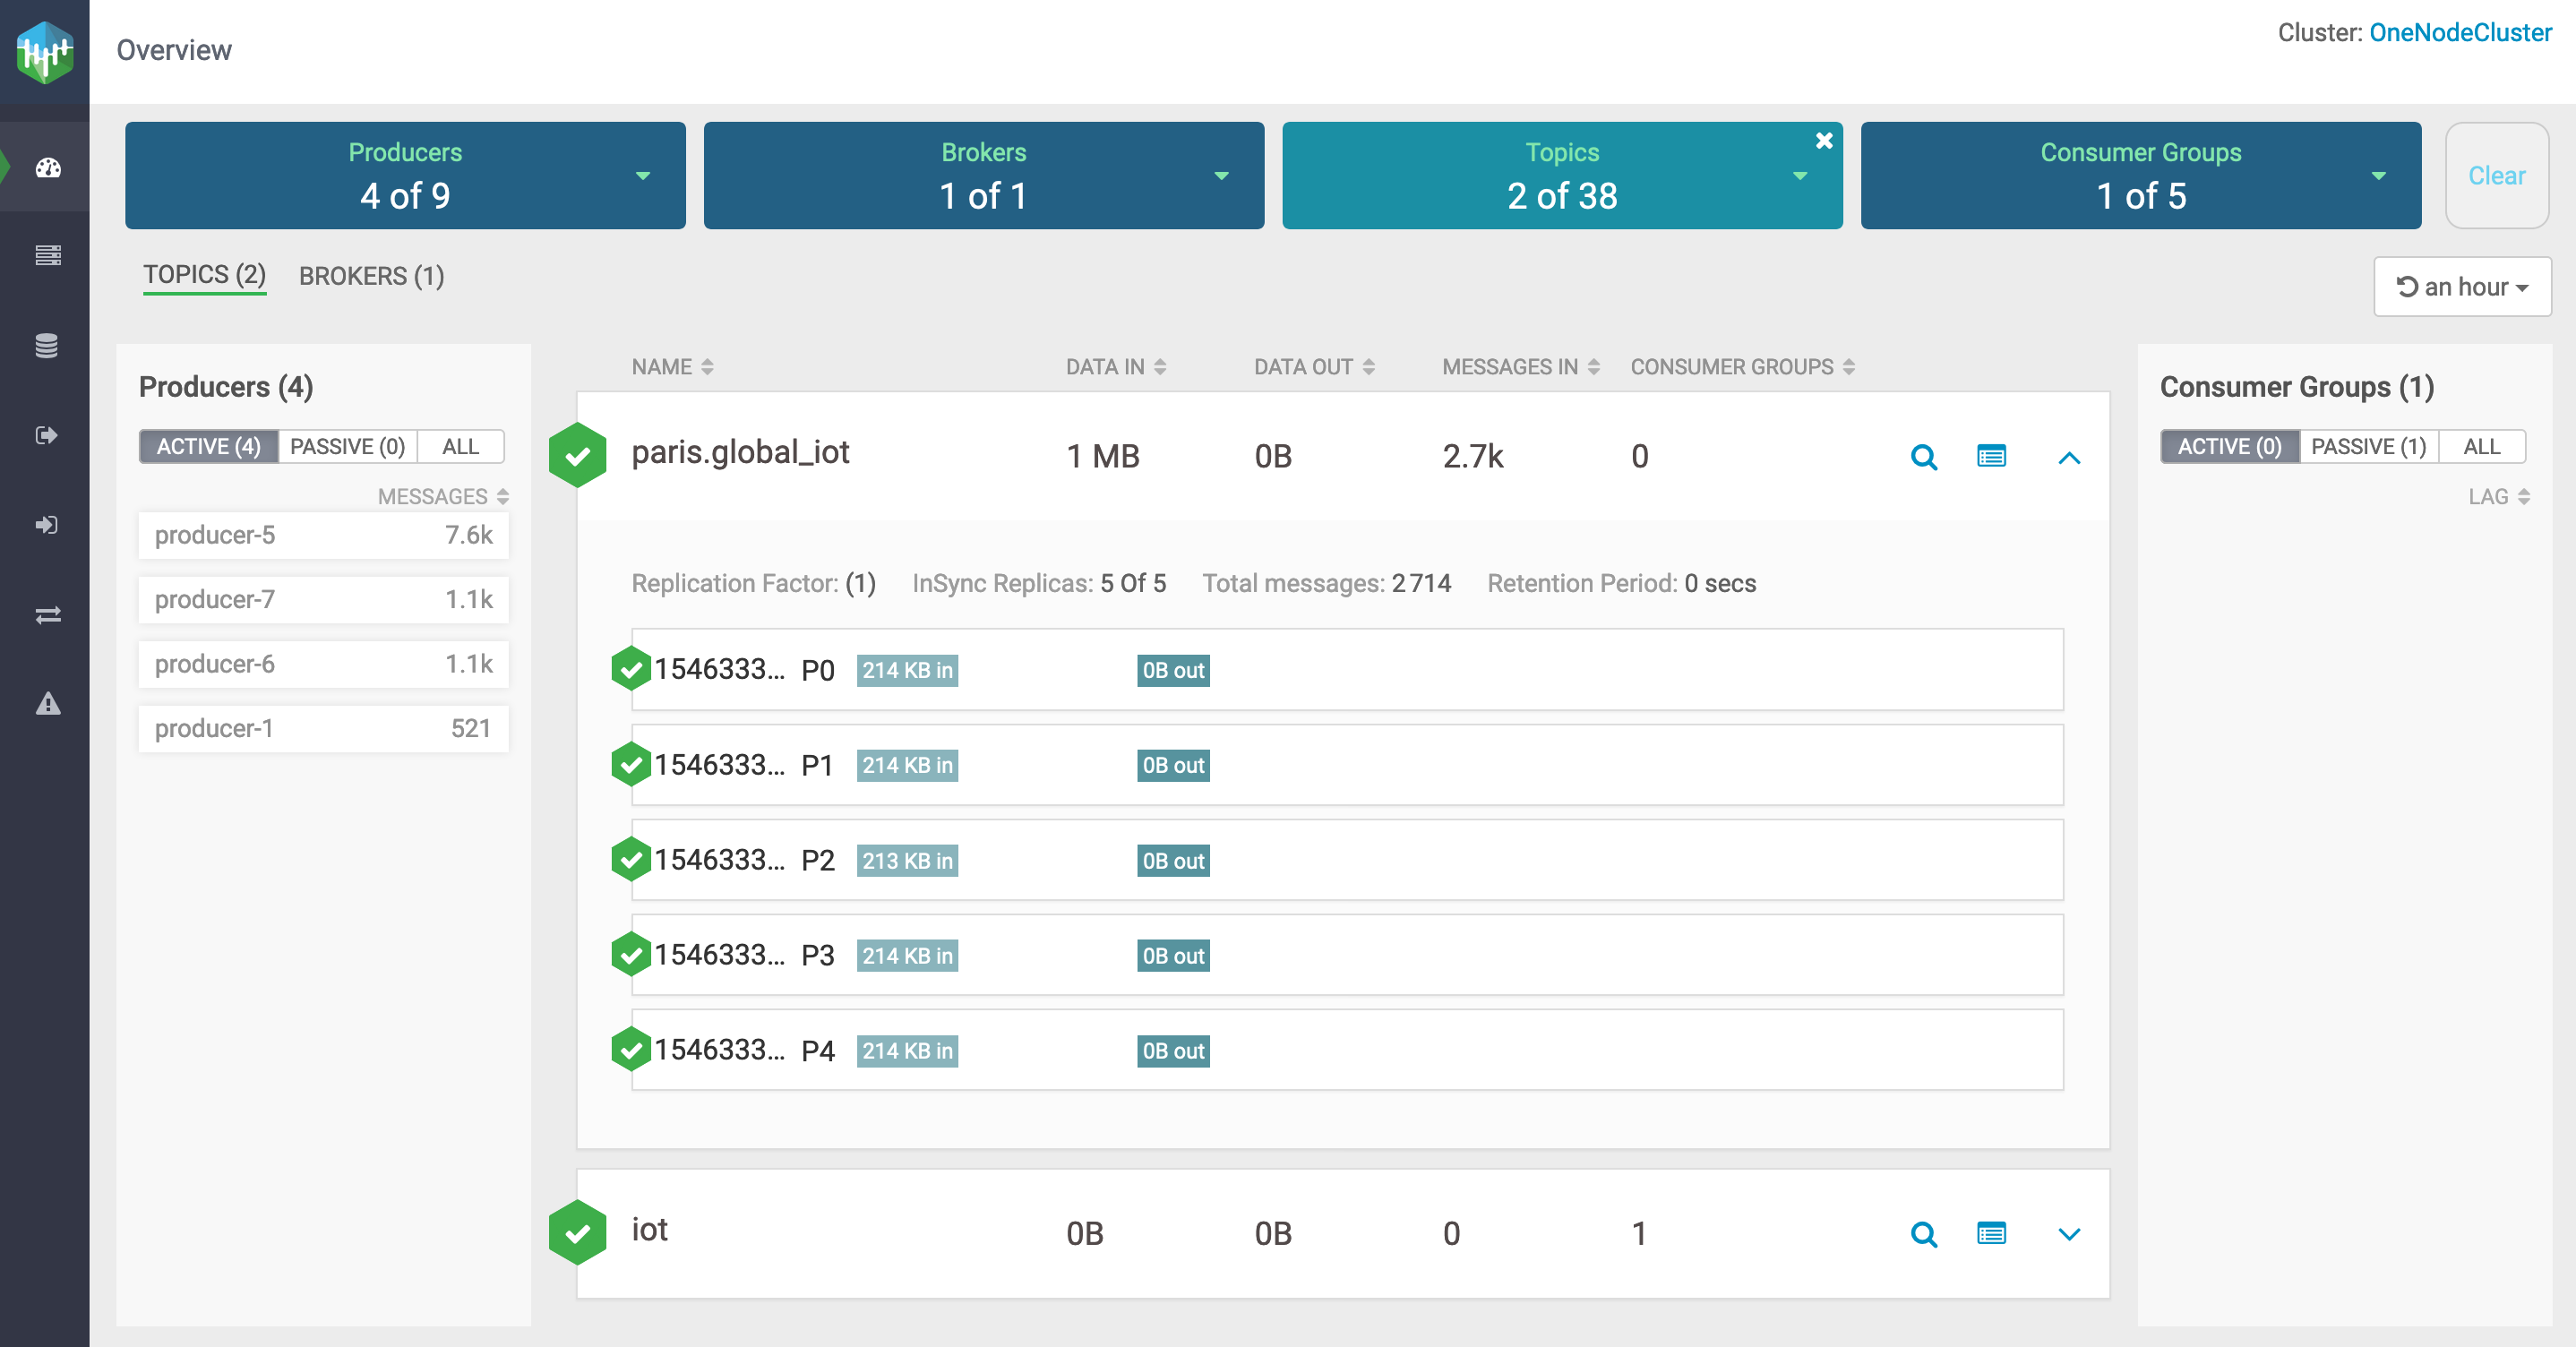 Overview
Cluster: OneNodeCluster
Producers
4 of 9
Brokers
1 of 1
Topics
2 of 38
Consumer Groups
1 of 5
Clear
TOPICS (2) BROKERS (1)
an hour
Producers (4)
ACTIVE (4) PASSIVE (0) ALL
MESSAGES
producer-5 7.6k
producer-7 1.1k
producer-6 1.1k
producer-1 521
NAME DATA IN DATA OUT MESSAGES IN CONSUMER GROUPS
paris.global_iot 1 MB 0B 2.7k 0
Replication Factor: (1) InSync Replicas: 5 Of 5 Total messages: 2 714 Retention Period: 0 secs
1546333... P0 214 KB in 0B out
1546333... P1 214 KB in 0B out
1546333... P2 213 KB in 0B out
1546333... P3 214 KB in 0B out
1546333... P4 214 KB in 0B out
iot 0B 0B 0 1
Consumer Groups (1)
ACTIVE (0) PASSIVE (1) ALL
LAG